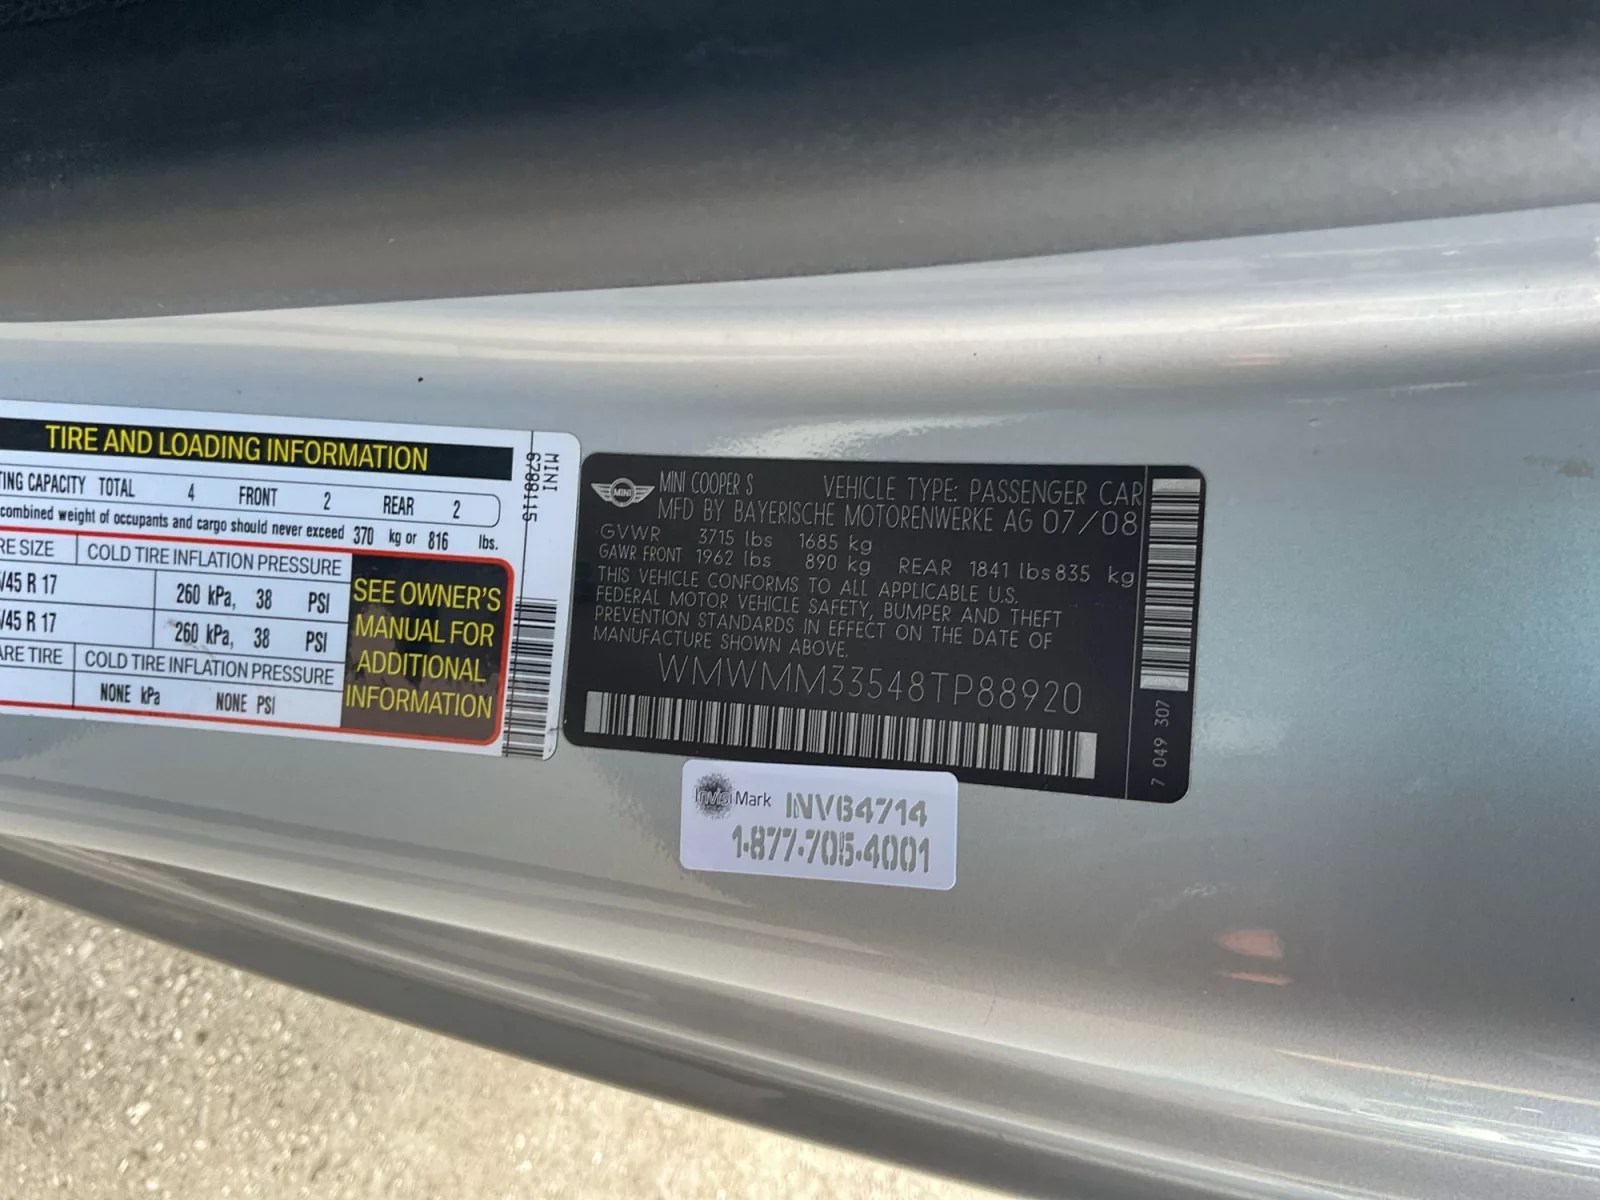 TIRE AND LOADING INFORMATION
CAPACITY TOTAL 4 FRONT 2 REAR 2
combined weight of occupants and cargo should never exceed 370 kg or 816 lbs.
SIZE COLD TIRE INFLATION PRESSURE
/45 R 17 260 kPa, 38 PSI
/45 R 17 260 kPa, 38 PSI
TIRE COLD TIRE INFLATION PRESSURE
NONE kPa NONE PSI
SEE OWNER'S
MANUAL FOR
ADDITIONAL
INFORMATION
MINI
6788115
MINI
MINI COOPER S VEHICLE TYPE: PASSENGER CAR
MFD BY BAYERISCHE MOTORENWERKE AG 07/08
GVWR 3715 lbs 1685 kg
GAWR FRONT 1962 lbs 890 kg REAR 1841 lbs 835 kg
THIS VEHICLE CONFORMS TO ALL APPLICABLE U.S.
FEDERAL MOTOR VEHICLE SAFETY, BUMPER AND THEFT
PREVENTION STANDARDS IN EFFECT ON THE DATE OF
MANUFACTURE SHOWN ABOVE.
WMWMM33548TP88920
7 049 307
InvisiMark INV64714
1-877-705-4001